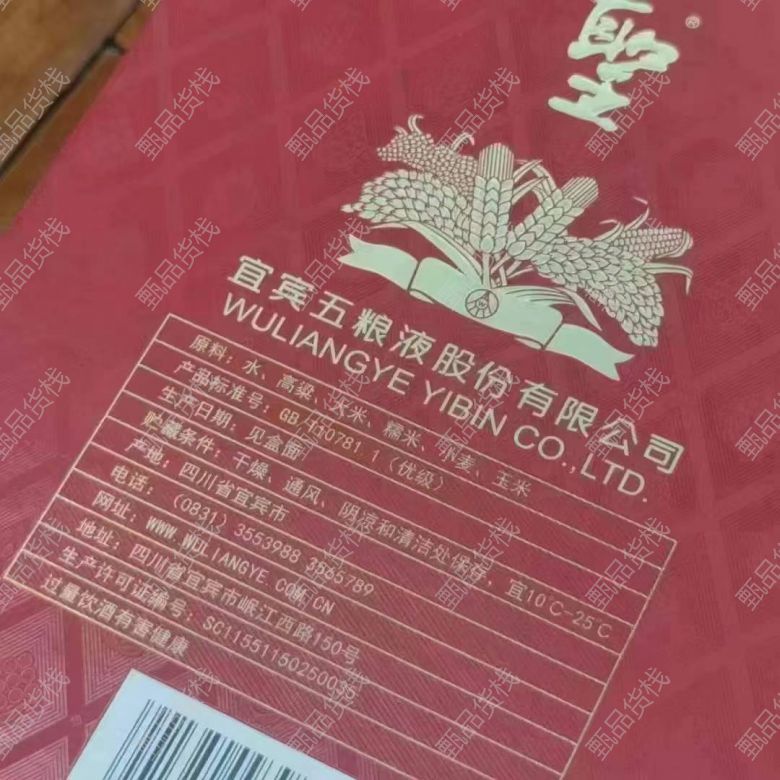 ®
宜宾五粮液股份有限公司
WULIANGYE YIBIN CO.,LTD.
原料：水、高粱、大米、糯米、小麦、玉米
产品标准号：GB/T10781.1（优级）
生产日期：见盒面
贮藏条件：干燥、通风、阴凉和清洁处保存，宜10℃-25℃
产地：四川省宜宾市
电话：（0831）3553988 3565789
网址：WWW.WULIANGYE.COM.CN
地址：四川省宜宾市岷江西路150号
生产许可证编号：SC11551150250035
过量饮酒有害健康
甄品货栈